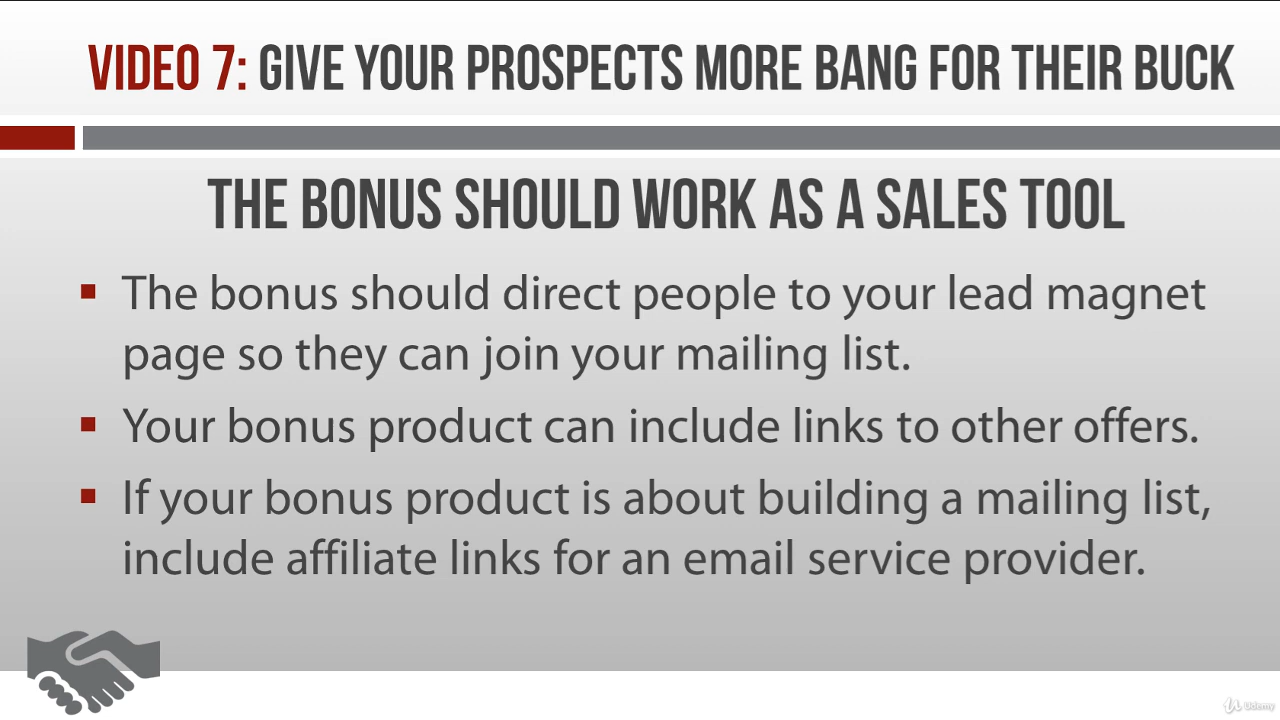 VIDEO 7: GIVE YOUR PROSPECTS MORE BANG FOR THEIR BUCK
THE BONUS SHOULD WORK AS A SALES TOOL
▪ The bonus should direct people to your lead magnet
page so they can join your mailing list.
▪ Your bonus product can include links to other offers.
▪ If your bonus product is about building a mailing list,
include affiliate links for an email service provider.
Udemy